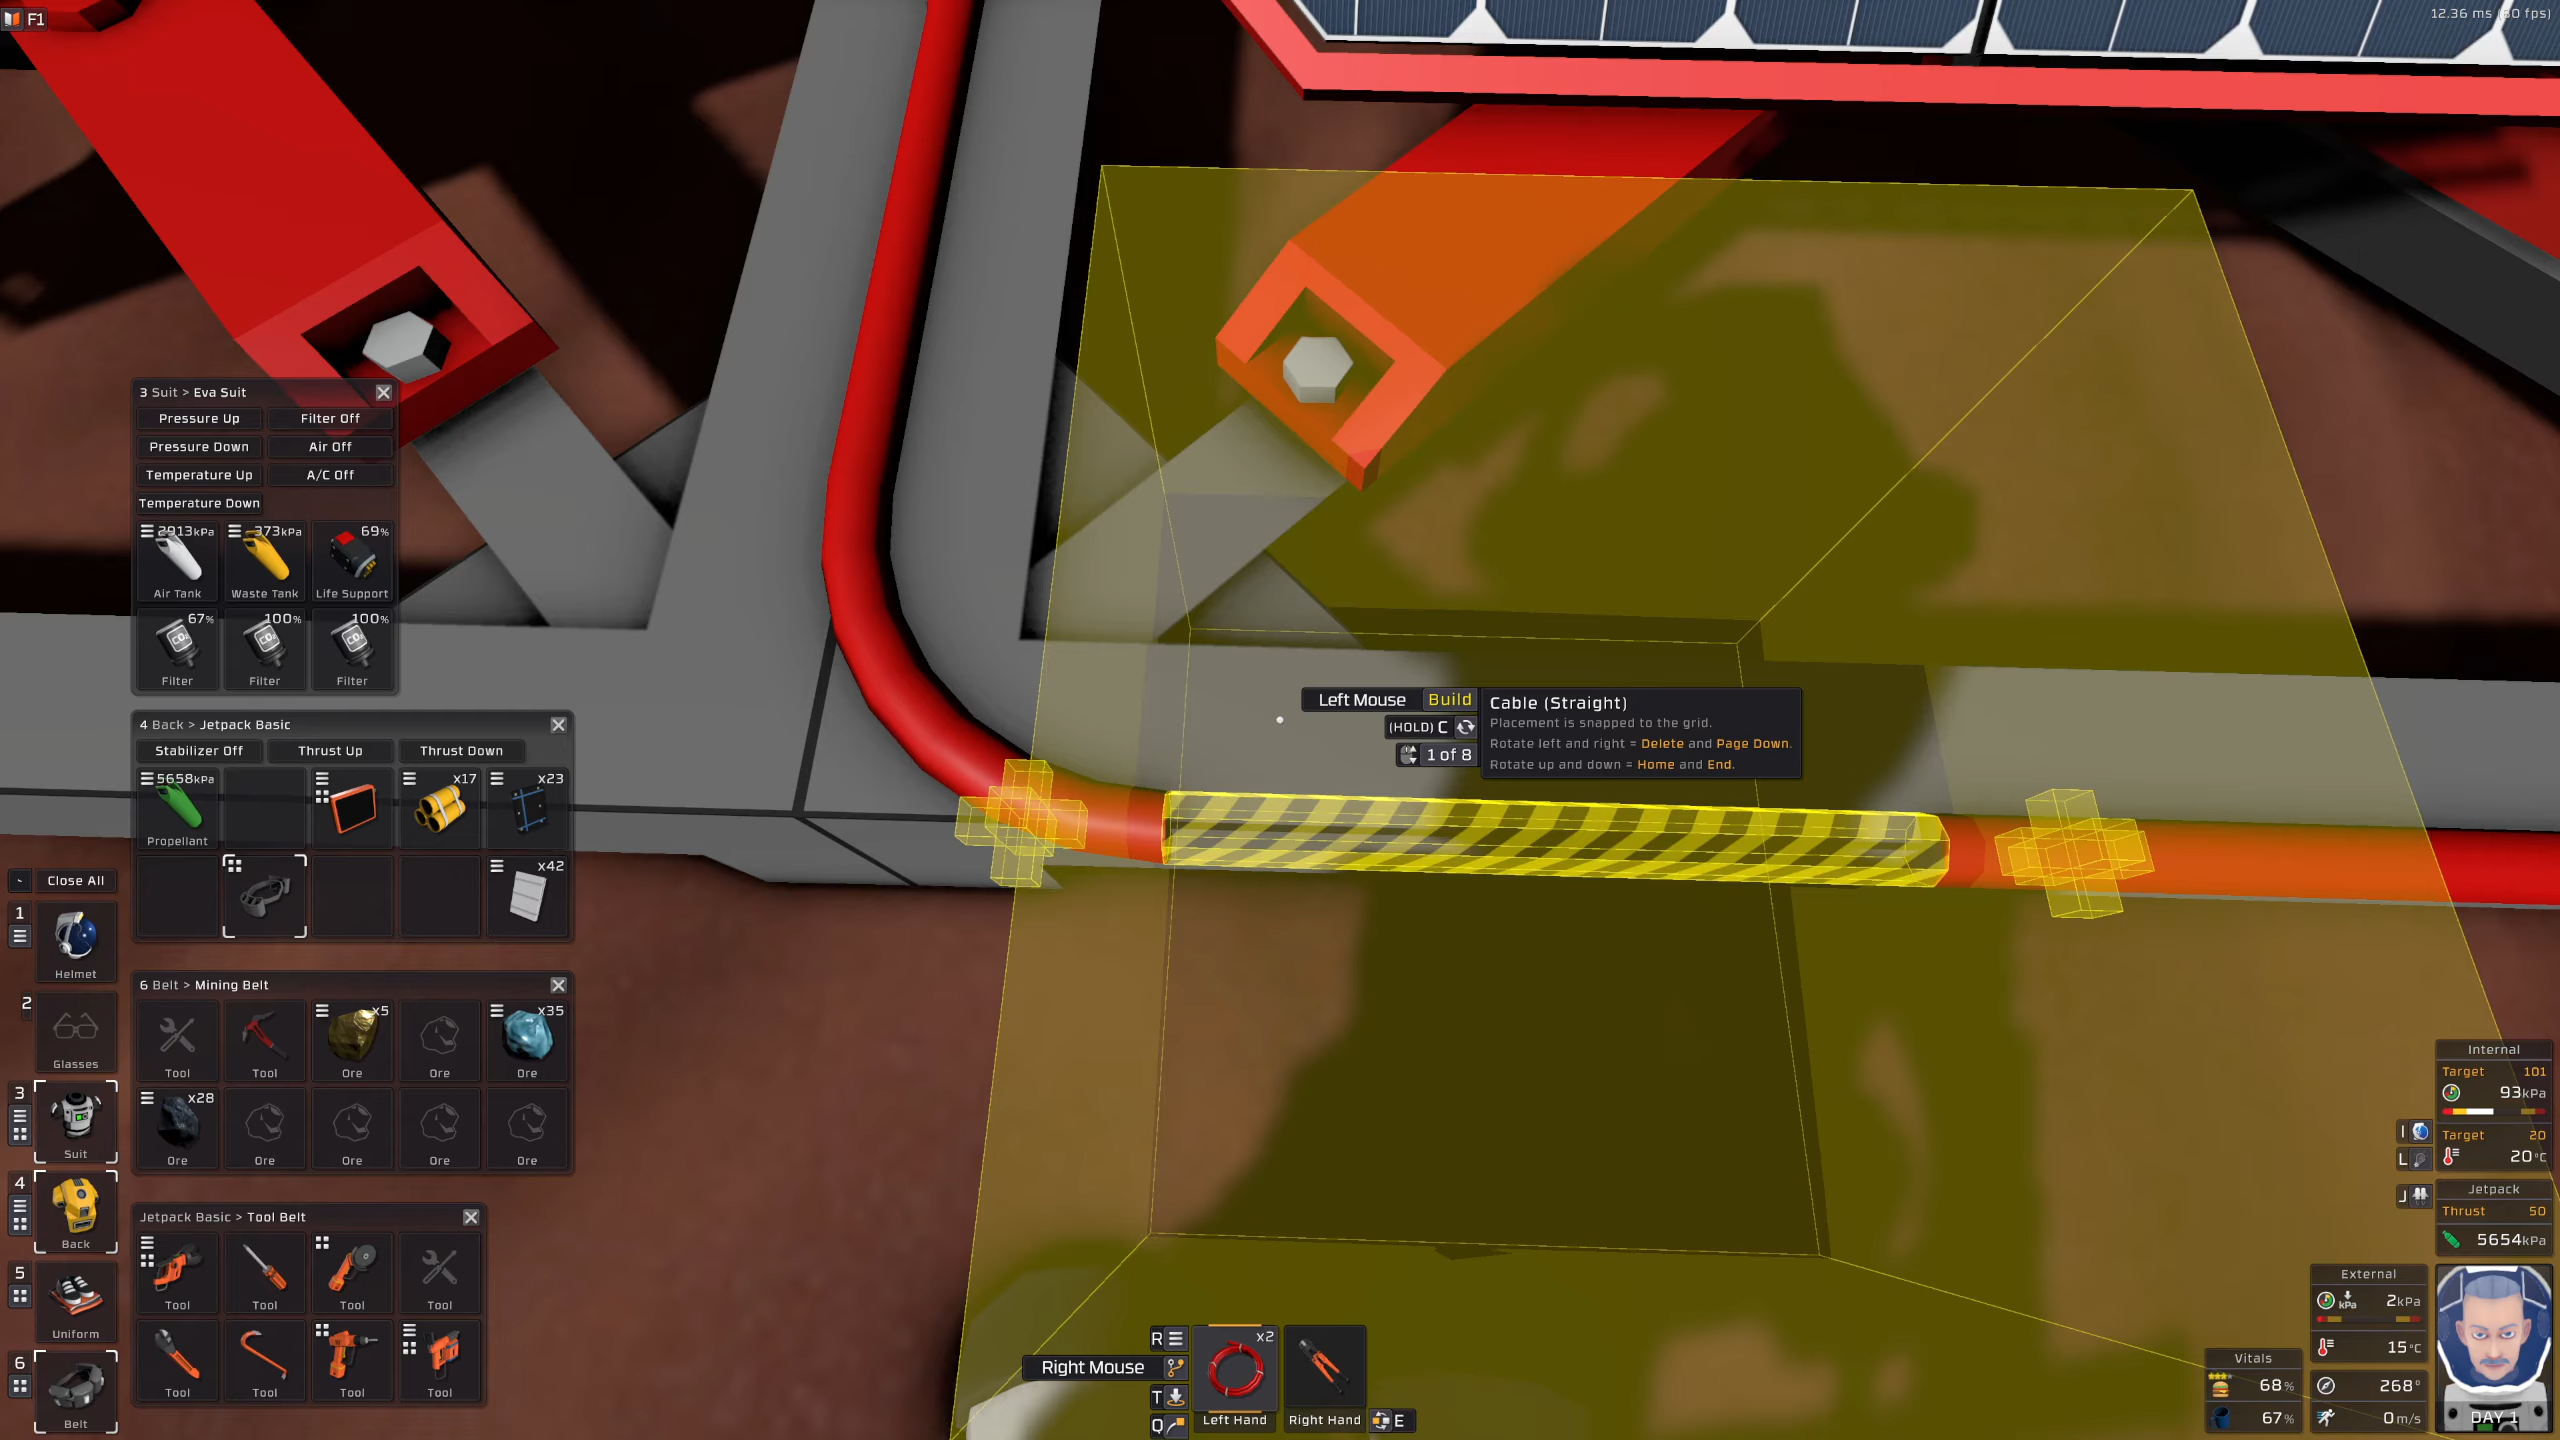 F1
12.36 ms (80 fps)
3 Suit > Eva Suit
Pressure Up
Filter Off
Pressure Down
Air Off
Temperature Up
A/C Off
Temperature Down
2913kPa
373kPa
69%
Air Tank
Waste Tank
Life Support
67%
100%
100%
Filter
Filter
Filter
4 Back > Jetpack Basic
Stabilizer Off
Thrust Up
Thrust Down
5658kPa
x17
x23
Propellant
x42
Close All
1
Helmet
2
Glasses
3
Suit
4
Back
5
Uniform
6
Belt
6 Belt > Mining Belt
x5
x35
Tool
Tool
Ore
Ore
Ore
x28
Ore
Ore
Ore
Ore
Ore
Jetpack Basic > Tool Belt
Tool
Tool
Tool
Tool
Tool
Tool
Tool
Tool
Left Mouse
Build
(HOLD) C
1 of 8
Cable (Straight)
Placement is snapped to the grid.
Rotate left and right = Delete and Page Down.
Rotate up and down = Home and End.
R
Right Mouse
T
Q
x2
Left Hand
Right Hand
E
Internal
Target 101
93kPa
Target 20
20°C
I
L
J
Jetpack
Thrust 50
5654kPa
External
kPa
2kPa
15°C
Vitals
68%
67%
268°
0m/s
DAY 1